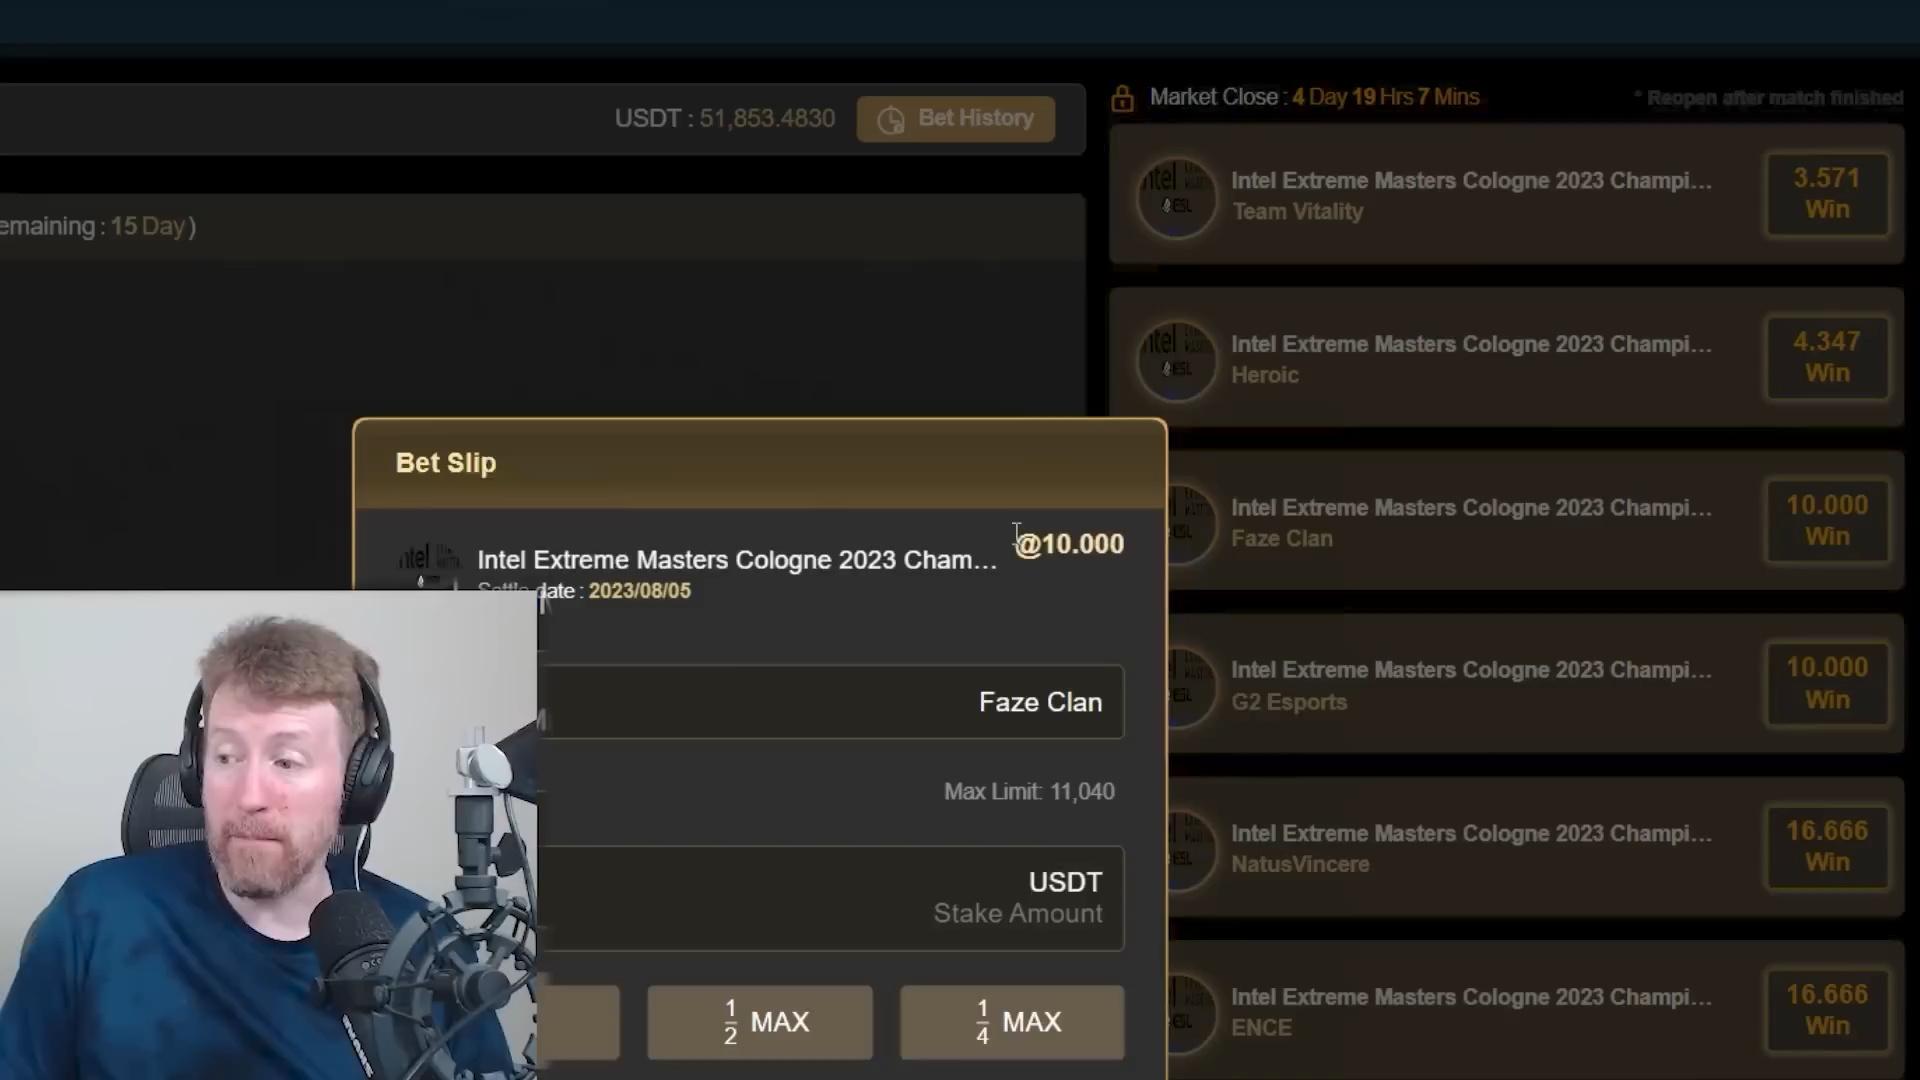 USDT : 51,853.4830
Bet History
emaining : 15 Day )
Market Close : 4 Day 19 Hrs 7 Mins
* Reopen after match finished
Intel Extreme Masters Cologne 2023 Champi...
Team Vitality
3.571
Win
Intel Extreme Masters Cologne 2023 Champi...
Heroic
4.347
Win
Intel Extreme Masters Cologne 2023 Champi...
Faze Clan
10.000
Win
Intel Extreme Masters Cologne 2023 Champi...
G2 Esports
10.000
Win
Intel Extreme Masters Cologne 2023 Champi...
NatusVincere
16.666
Win
Intel Extreme Masters Cologne 2023 Champi...
ENCE
16.666
Win
Bet Slip
Intel Extreme Masters Cologne 2023 Cham...
@10.000
Settle date : 2023/08/05
Faze Clan
Max Limit: 11,040
USDT
Stake Amount
1/2 MAX
1/4 MAX